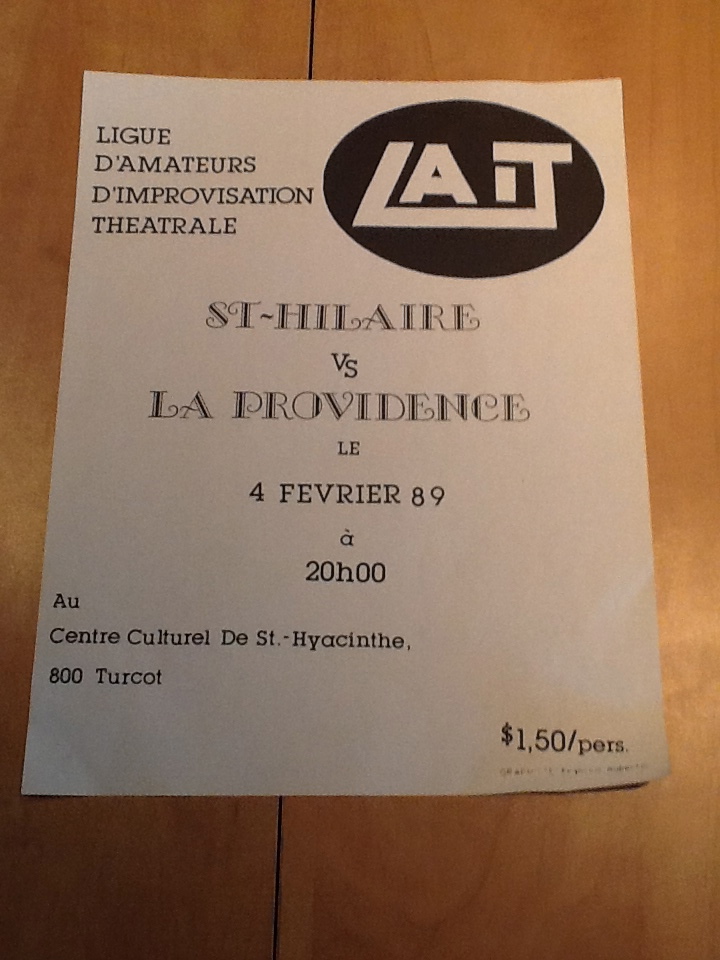 LIGUE
D'AMATEURS
D'IMPROVISATION
THEATRALE
LAIT
ST-HILAIRE
VS
LA PROVIDENCE
LE
4 FEVRIER 89
à
20h00
Au
Centre Culturel De St.-Hyacinthe,
800 Turcot
$1,50/pers.